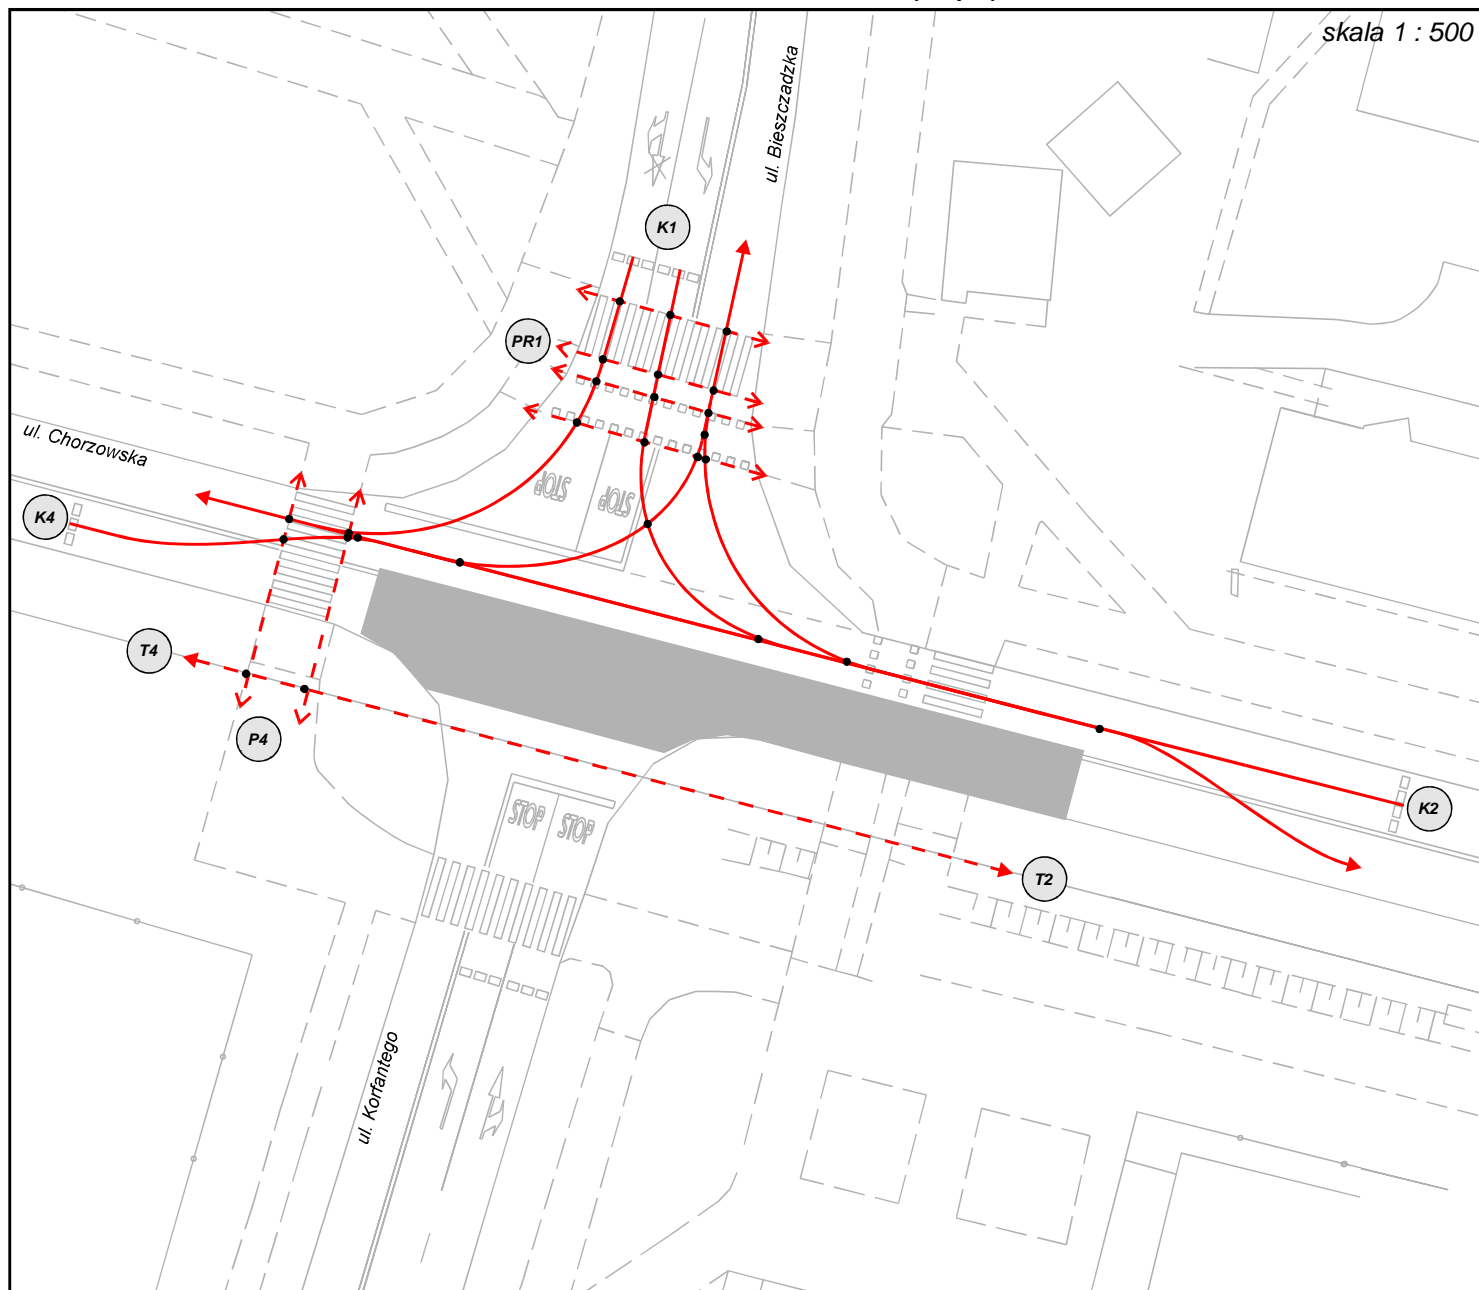 skala 1 : 500
ul. Bieszczadzka
K1
PR1
ul. Chorzowska
K4
STOP
STOP
T4
P4
K2
STOP
STOP
T2
ul. Korfantego